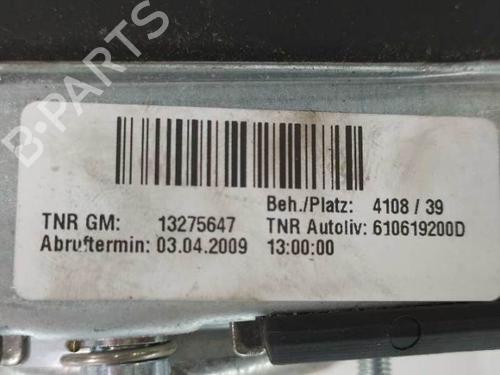 B-PARTS
Beh./Platz: 4108 / 39
TNR GM: 13275647 TNR Autoliv: 610619200D
Abruftermin: 03.04.2009 13:00:00